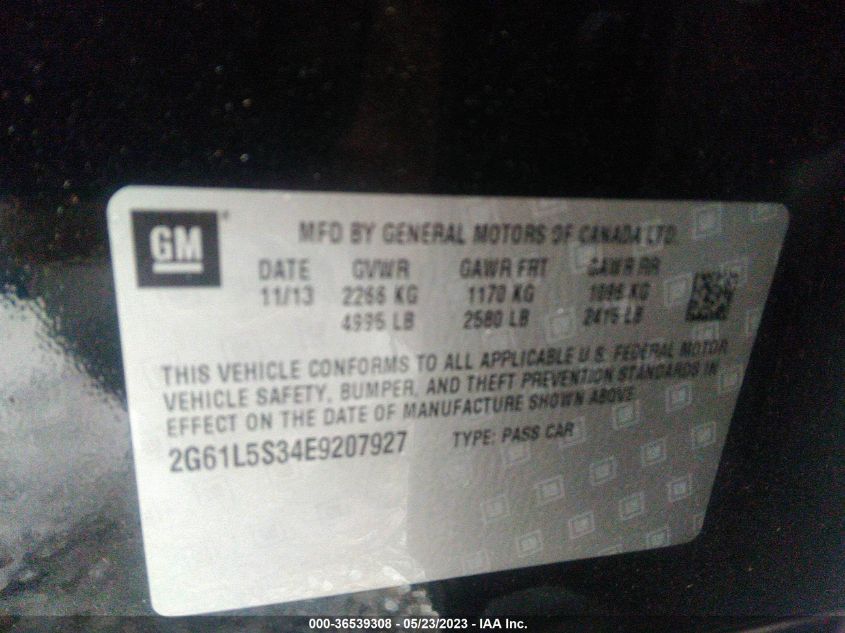 GM
MFD BY GENERAL MOTORS OF CANADA LTD.
DATE GVWR GAWR FRT GAWR RR
11/13 2266 KG 1170 KG 1096 KG
4995 LB 2580 LB 2415 LB
THIS VEHICLE CONFORMS TO ALL APPLICABLE U.S. FEDERAL MOTOR
VEHICLE SAFETY, BUMPER, AND THEFT PREVENTION STANDARDS IN
EFFECT ON THE DATE OF MANUFACTURE SHOWN ABOVE.
2G61L5S34E9207927 TYPE: PASS CAR
000-36539308 - 05/23/2023 - IAA Inc.